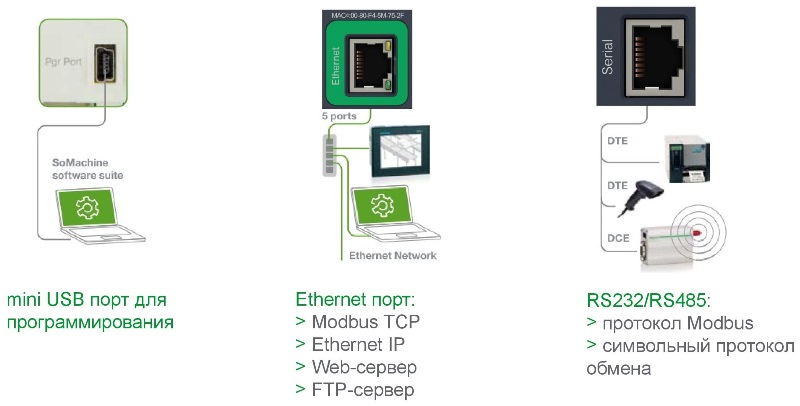 Pgr Port
SoMachine
software suite
mini USB порт для
программирования
MAC#:00-80-F4-5M-75-2F
Ethernet
5 ports
Ethernet Network
Ethernet порт:
> Modbus TCP
> Ethernet IP
> Web-сервер
> FTP-сервер
Serial
DTE
DTE
DCE
RS232/RS485:
> протокол Modbus
> символьный протокол
обмена